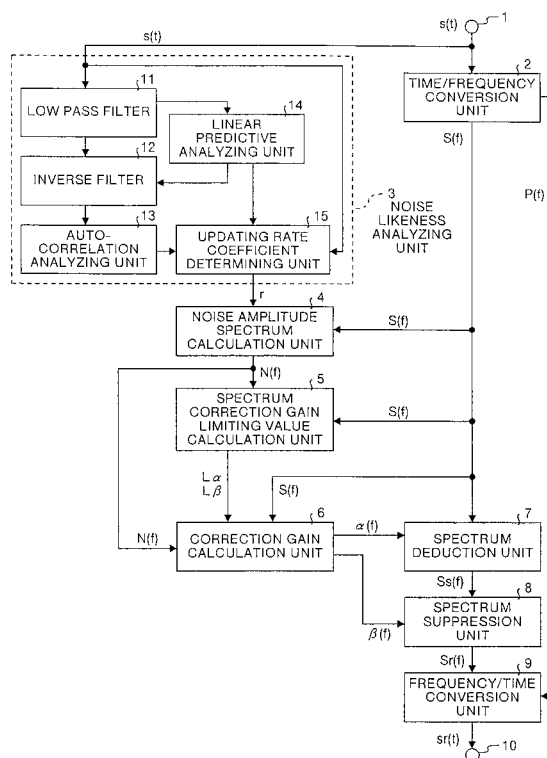 s(t)
1
s(t)
2
TIME/FREQUENCY
CONVERSION
UNIT
S(f)
P(f)
11
LOW PASS FILTER
14
LINEAR
PREDICTIVE
ANALYZING UNIT
12
INVERSE FILTER
3
NOISE
LIKENESS
ANALYZING
UNIT
13
AUTO-
CORRELATION
ANALYZING UNIT
15
UPDATING RATE
COEFFICIENT
DETERMINING UNIT
r
4
NOISE AMPLITUDE
SPECTRUM
CALCULATION UNIT
S(f)
N(f)
5
SPECTRUM
CORRECTION GAIN
LIMITING VALUE
CALCULATION UNIT
S(f)
Lα
Lβ
S(f)
N(f)
6
CORRECTION GAIN
CALCULATION UNIT
α(f)
β(f)
7
SPECTRUM
DEDUCTION UNIT
Ss(f)
8
SPECTRUM
SUPPRESSION
UNIT
Sr(f)
9
FREQUENCY/TIME
CONVERSION
UNIT
sr(t)
10